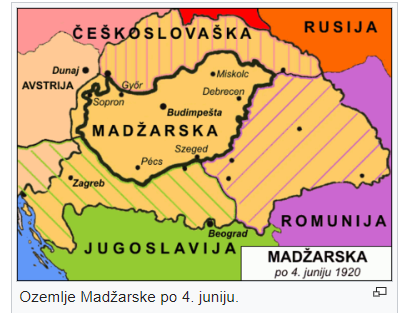 ČEŠKOSLOVAŠKA
RUSIJA
Dunaj
AVSTRIJA
Győr
Sopron
Miskolc
Debrecen
Budimpešta
MADŽARSKA
Szeged
Pécs
Zagreb
Beograd
ROMUNIJA
JUGOSLAVIJA
MADŽARSKA
po 4. juniju 1920
Ozemlje Madžarske po 4. juniju.